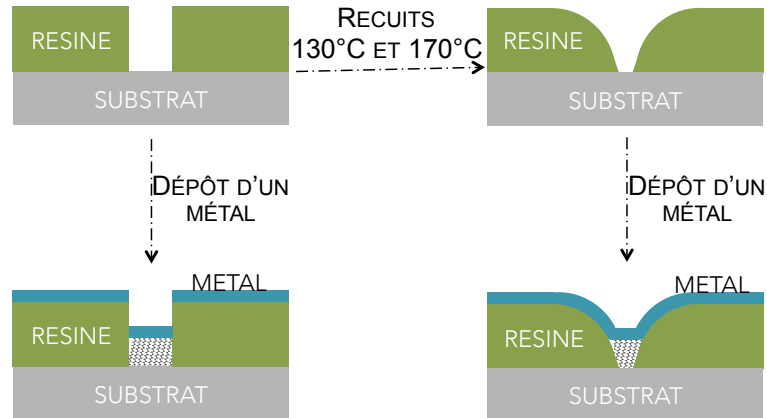 RECUITS
130°C ET 170°C
RESINE
SUBSTRAT
RESINE
SUBSTRAT
DÉPÔT D'UN
MÉTAL
DÉPÔT D'UN
MÉTAL
METAL
RESINE
SUBSTRAT
METAL
RESINE
SUBSTRAT